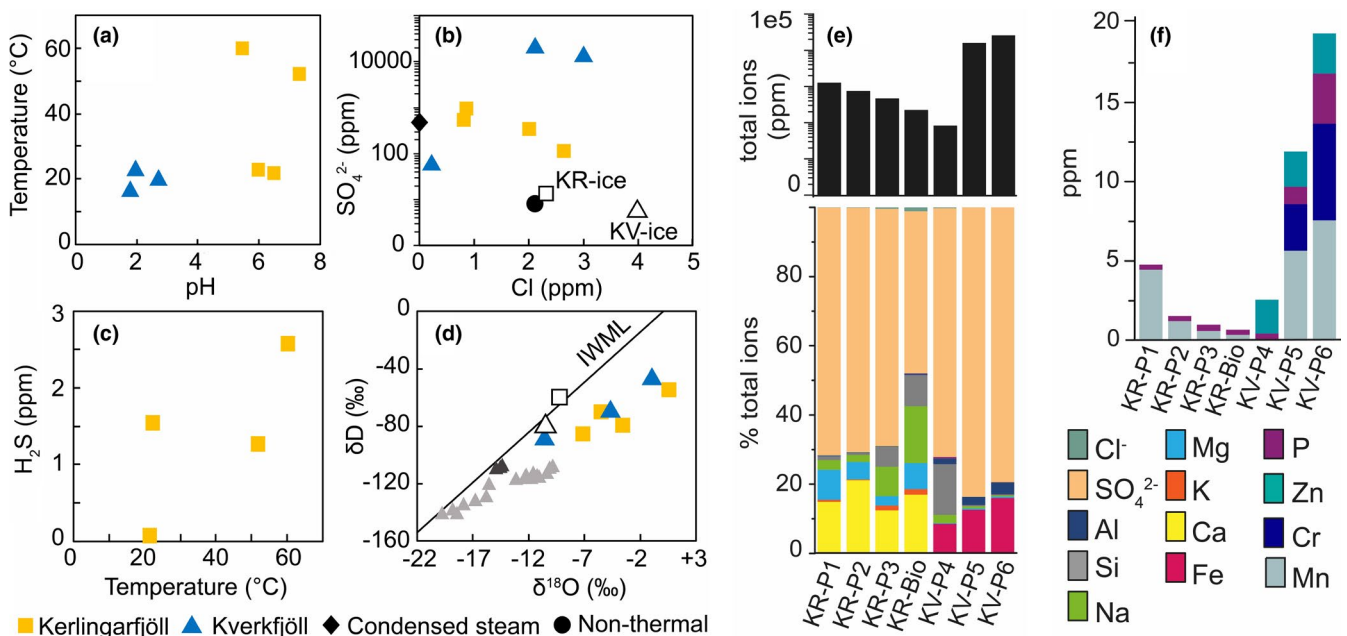 (a)
Temperature (°C)
60
40
20
0
0 2 4 6 8
pH
(b)
SO₄²⁻ (ppm)
10000
100
0
KR-ice
KV-ice
0 1 2 3 4 5
Cl (ppm)
(c)
H₂S (ppm)
3
2
1
0
0 20 40 60
Temperature (°C)
(d)
δD (‰)
0
-40
-80
-120
-160
IWML
-22 -17 -12 -7 -2 +3
δ¹⁸O (‰)
Kerlingarfjöll Kverkfjöll Condensed steam Non-thermal
(e)
total ions
(ppm)
1e5
0
% total ions
80
60
40
20
0
KR-P1 KR-P2 KR-P3 KR-Bio KV-P4 KV-P5 KV-P6
(f)
ppm
20
15
10
5
0
KR-P1 KR-P2 KR-P3 KR-Bio KV-P4 KV-P5 KV-P6
Cl⁻ Mg P
SO₄²⁻ K Zn
Al Ca Cr
Si Fe Mn
Na